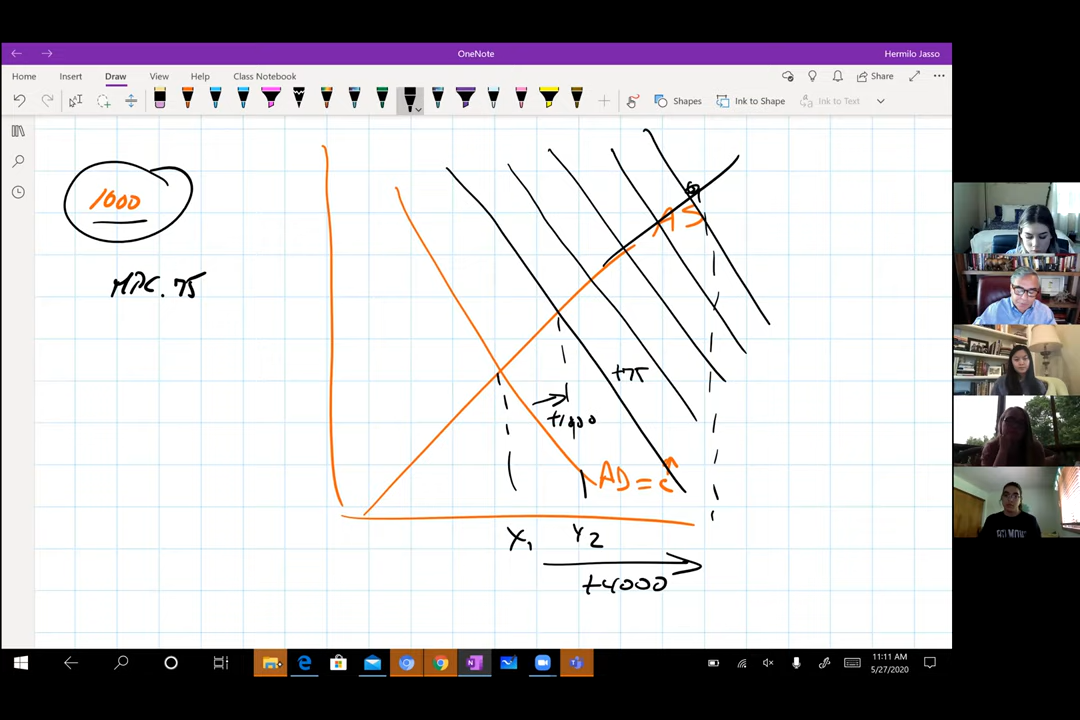 OneNote
Hermilo Jasso
Home Insert Draw View Help Class Notebook
Share
Shapes Ink to Shape Ink to Text
1000
MPC .75
AS
+75
+1000
AD = C
Y1 Y2
+4000
11:11 AM
5/27/2020